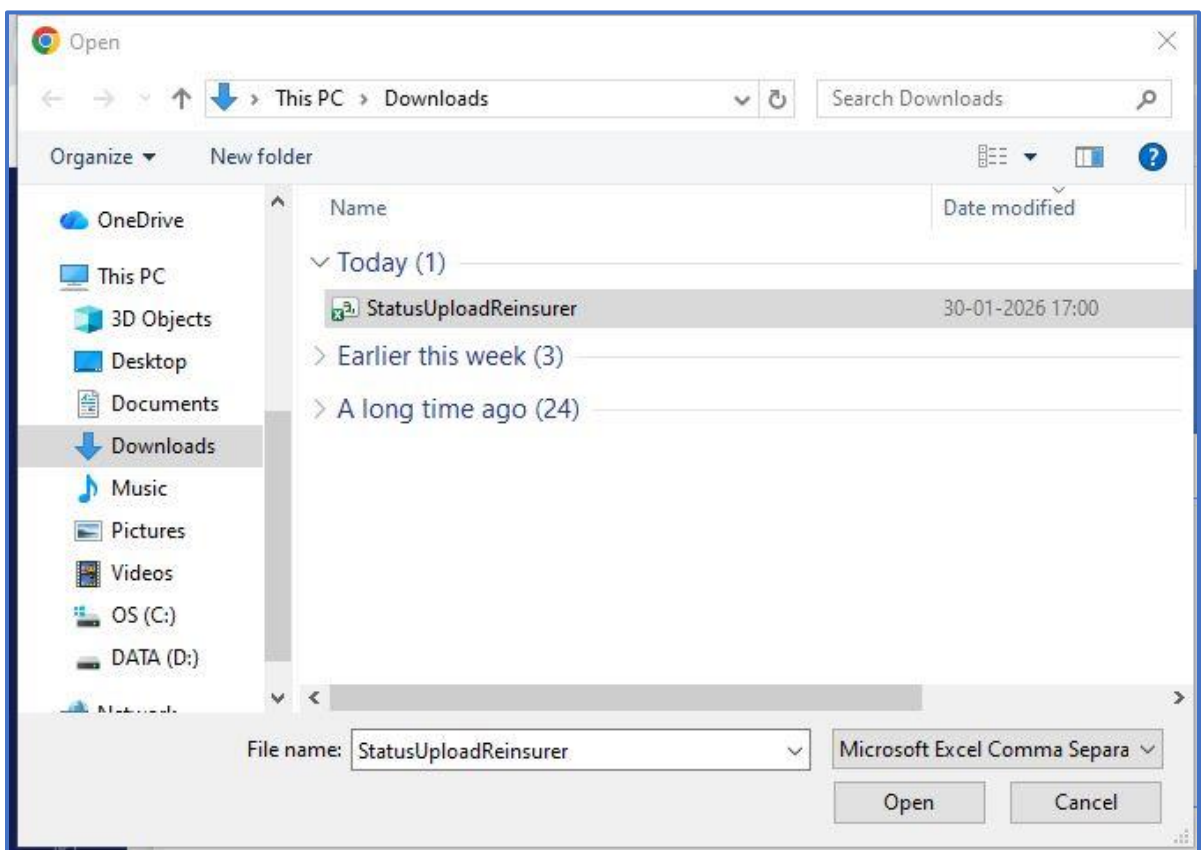 Open
This PC > Downloads
Search Downloads
Organize
New folder
?
Name
Date modified
OneDrive
This PC
3D Objects
Desktop
Documents
Downloads
Music
Pictures
Videos
OS (C:)
DATA (D:)
Today (1)
StatusUploadReinsurer 30-01-2026 17:00
Earlier this week (3)
A long time ago (24)
File name: StatusUploadReinsurer
Microsoft Excel Comma Separa
Open
Cancel